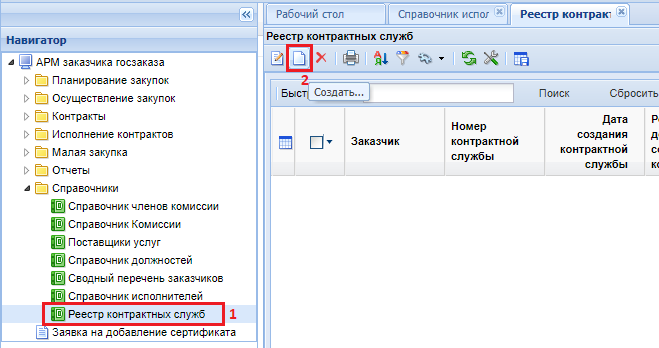 Навигатор
АРМ заказчика госзаказа
Планирование закупок
Осуществление закупок
Контракты
Исполнение контрактов
Малая закупка
Отчеты
Справочники
Справочник членов комиссии
Справочник Комиссии
Поставщики услуг
Справочник должностей
Сводный перечень заказчиков
Справочник исполнителей
Реестр контрактных служб 1
Заявка на добавление сертификата
Рабочий стол Справочник испол Реестр контракт
Реестр контрактных служб
2
Быст Создать... Поиск Сбросить
Заказчик
Номер
контрактной
службы
Дата
создания
контрактной
службы